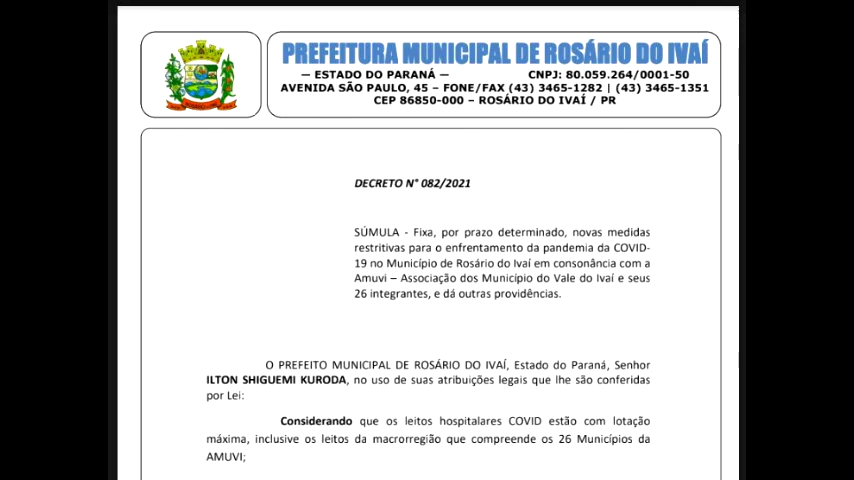 PREFEITURA MUNICIPAL DE ROSÁRIO DO IVAÍ
— ESTADO DO PARANÁ — CNPJ: 80.059.264/0001-50
AVENIDA SÃO PAULO, 45 – FONE/FAX (43) 3465-1282 | (43) 3465-1351
CEP 86850-000 – ROSÁRIO DO IVAÍ / PR
DECRETO N° 082/2021
SÚMULA - Fixa, por prazo determinado, novas medidas
restritivas para o enfrentamento da pandemia da COVID-
19 no Município de Rosário do Ivaí em consonância com a
Amuvi – Associação dos Município do Vale do Ivaí e seus
26 integrantes, e dá outras providências.
O PREFEITO MUNICIPAL DE ROSÁRIO DO IVAÍ, Estado do Paraná, Senhor
ILTON SHIGUEMI KURODA, no uso de suas atribuições legais que lhe são conferidas
por Lei:
Considerando que os leitos hospitalares COVID estão com lotação
máxima, inclusive os leitos da macrorregião que compreende os 26 Municípios da
AMUVI;